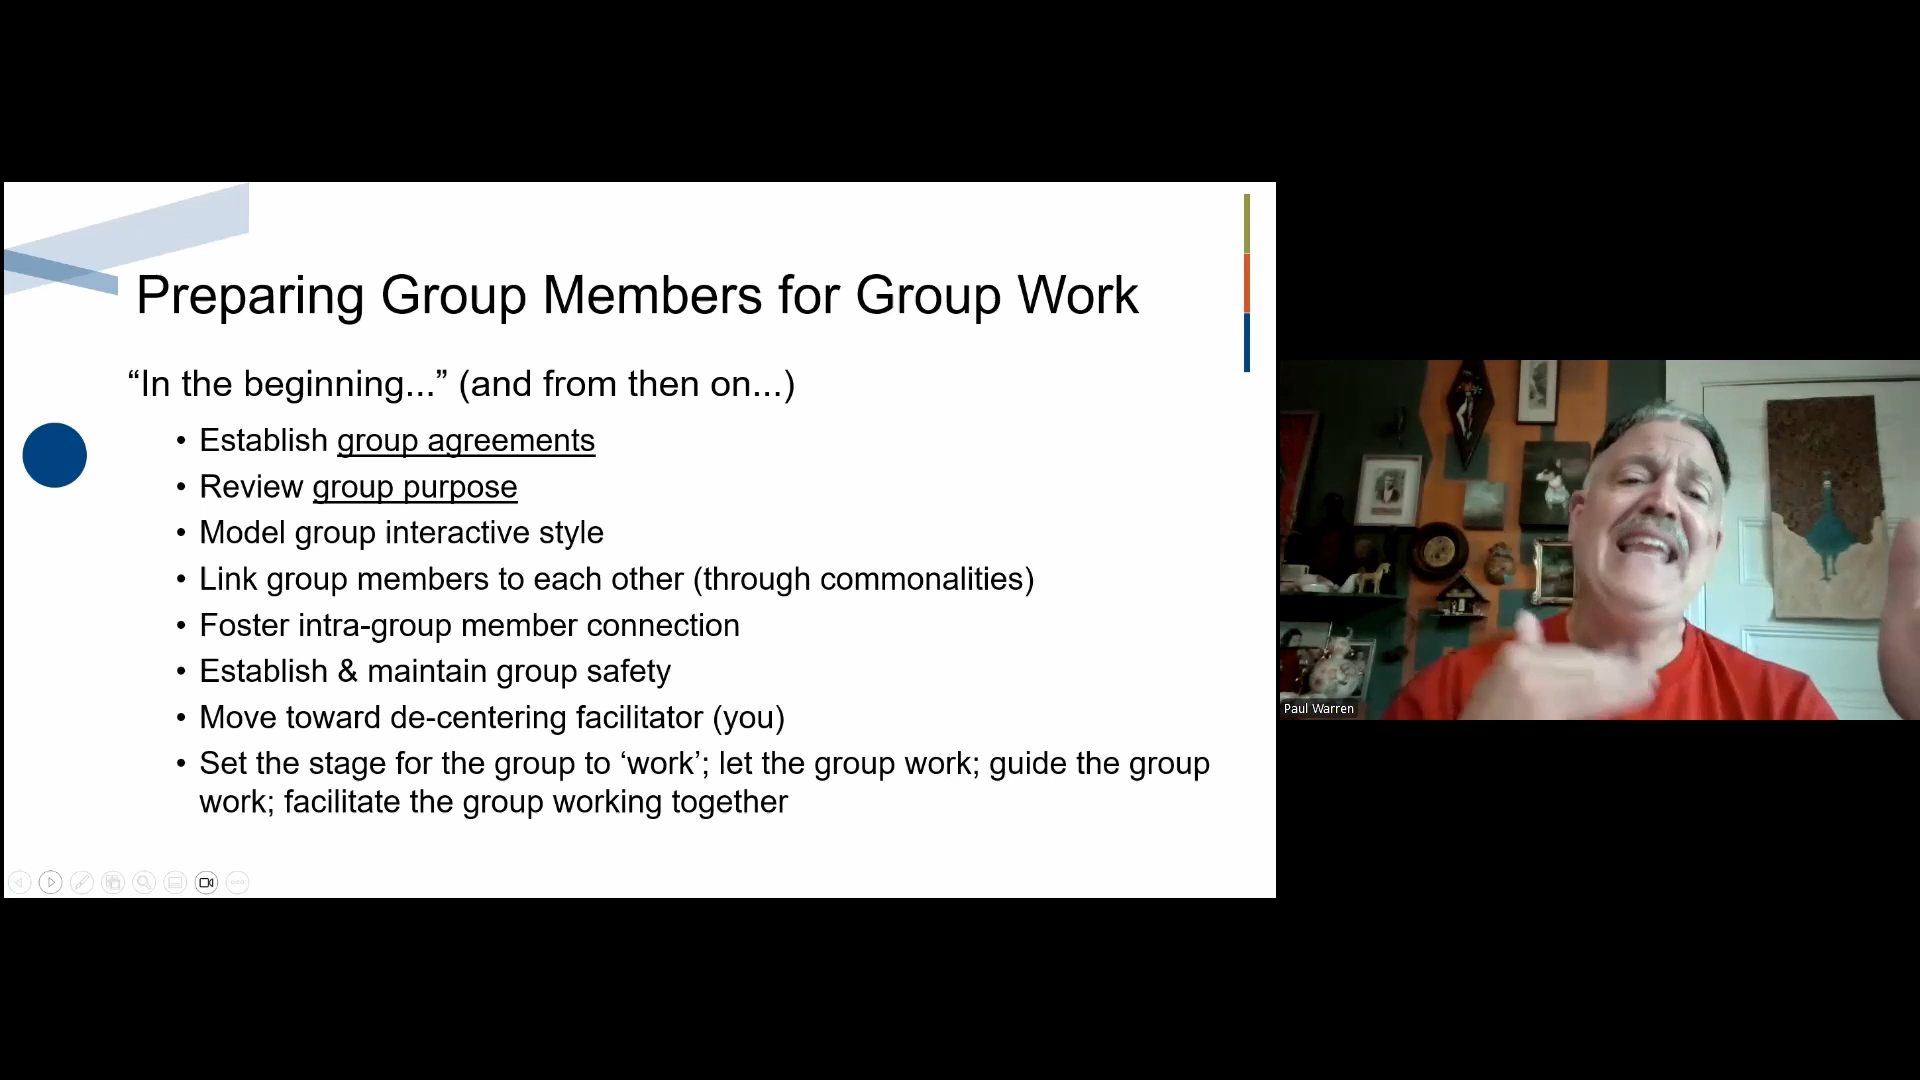 Preparing Group Members for Group Work
“In the beginning...” (and from then on...)
• Establish group agreements
• Review group purpose
• Model group interactive style
• Link group members to each other (through commonalities)
• Foster intra-group member connection
• Establish & maintain group safety
• Move toward de-centering facilitator (you)
• Set the stage for the group to ‘work’; let the group work; guide the group
work; facilitate the group working together
Paul Warren